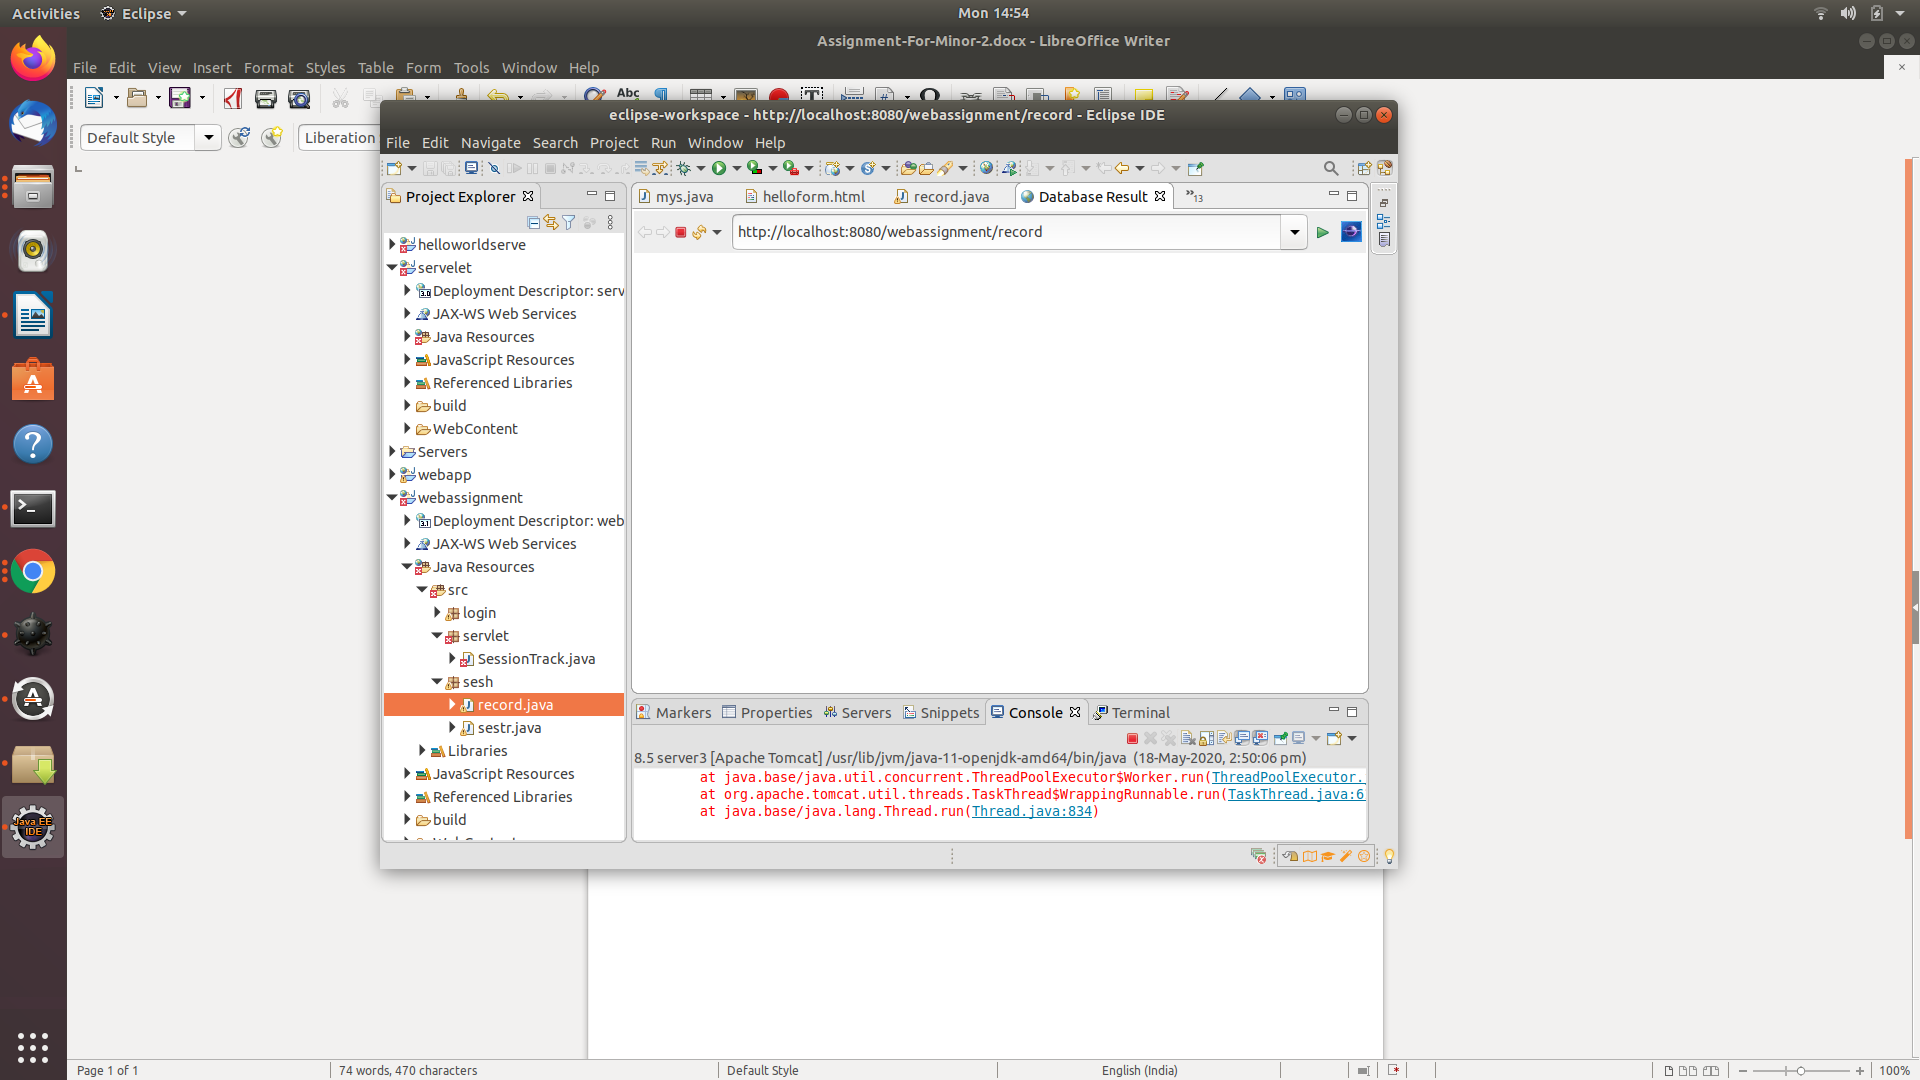 Activities
Eclipse
Mon 14:54
Assignment-For-Minor-2.docx - LibreOffice Writer
File Edit View Insert Format Styles Table Form Tools Window Help
Abc
Default Style
Liberation
eclipse-workspace - http://localhost:8080/webassignment/record - Eclipse IDE
File Edit Navigate Search Project Run Window Help
Project Explorer
mys.java
helloform.html
record.java
Database Result
»13
http://localhost:8080/webassignment/record
helloworldserve
servelet
Deployment Descriptor: serv
JAX-WS Web Services
Java Resources
JavaScript Resources
Referenced Libraries
build
WebContent
Servers
webapp
webassignment
Deployment Descriptor: web
JAX-WS Web Services
Java Resources
src
login
servlet
SessionTrack.java
sesh
record.java
sestr.java
Libraries
JavaScript Resources
Referenced Libraries
build
Markers Properties Servers Snippets Console Terminal
8.5 server3 [Apache Tomcat] /usr/lib/jvm/java-11-openjdk-amd64/bin/java (18-May-2020, 2:50:06 pm)
at java.base/java.util.concurrent.ThreadPoolExecutor$Worker.run(ThreadPoolExecutor.
at org.apache.tomcat.util.threads.TaskThread$WrappingRunnable.run(TaskThread.java:6
at java.base/java.lang.Thread.run(Thread.java:834)
Java EE
IDE
Page 1 of 1
74 words, 470 characters
Default Style
English (India)
100%